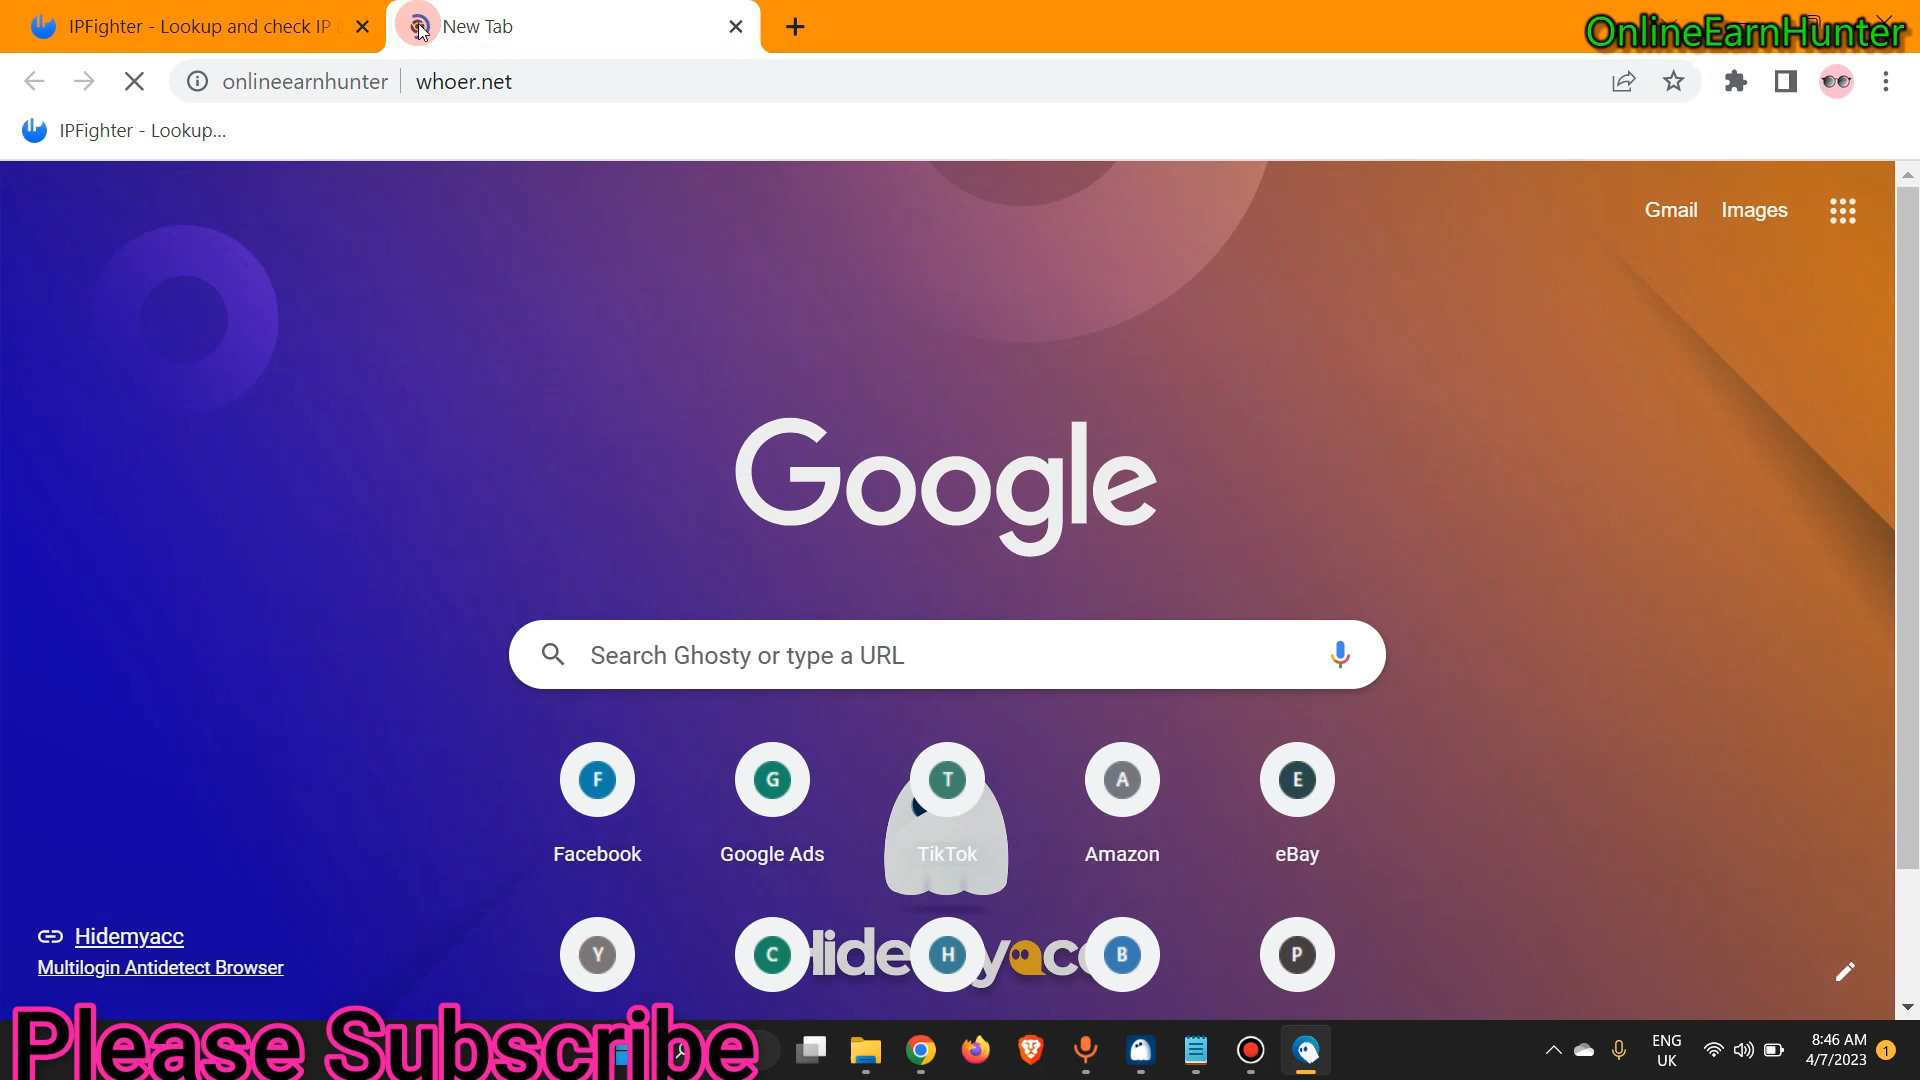 IPFighter - Lookup and check IP
New Tab
OnlineEarnHunter
onlineearnhunter | whoer.net
IPFighter - Lookup...
Gmail
Images
Google
Search Ghosty or type a URL
F
G
T
A
E
Facebook
Google Ads
TikTok
Amazon
eBay
Y
C
H
B
P
Hidemyacc
Multilogin Antidetect Browser
Please Subscribe
ENG
UK
8:46 AM
4/7/2023
1